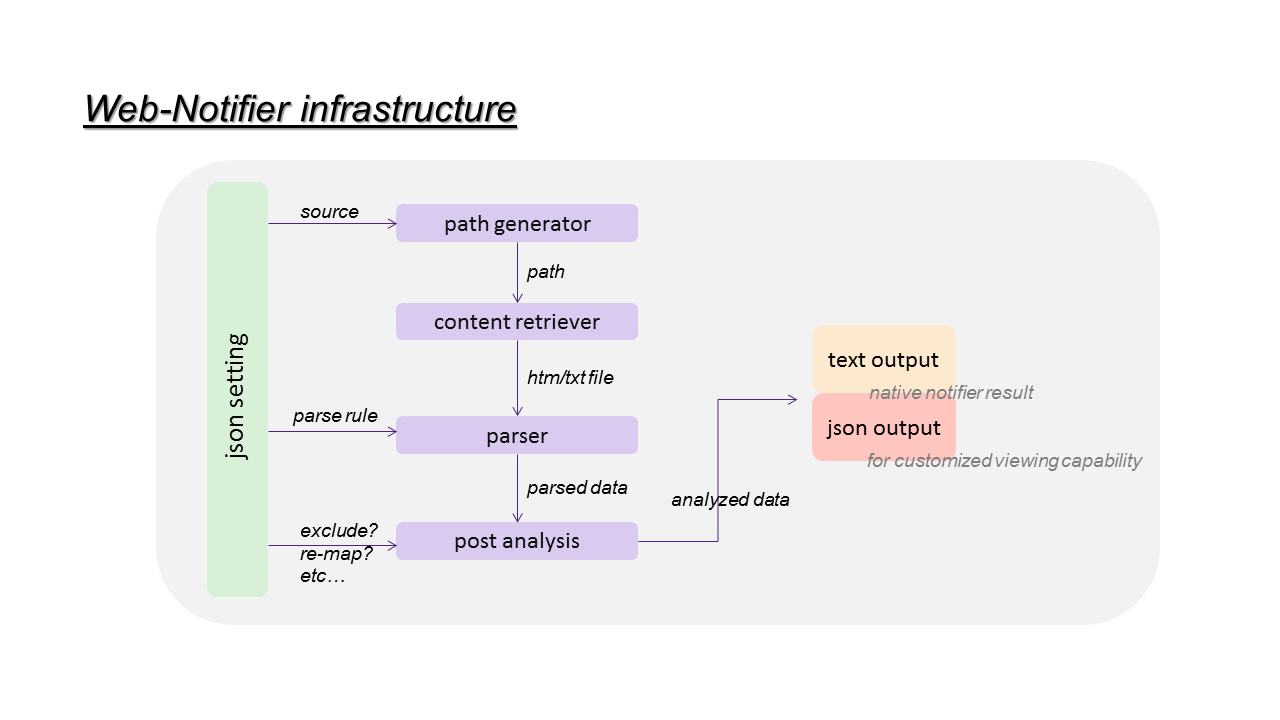 Web-Notifier infrastructure
source
path generator
path
content retriever
htm/txt file
json setting
parse rule
parser
parsed data
exclude?
re-map?
etc…
post analysis
analyzed data
text output
native notifier result
json output
for customized viewing capability